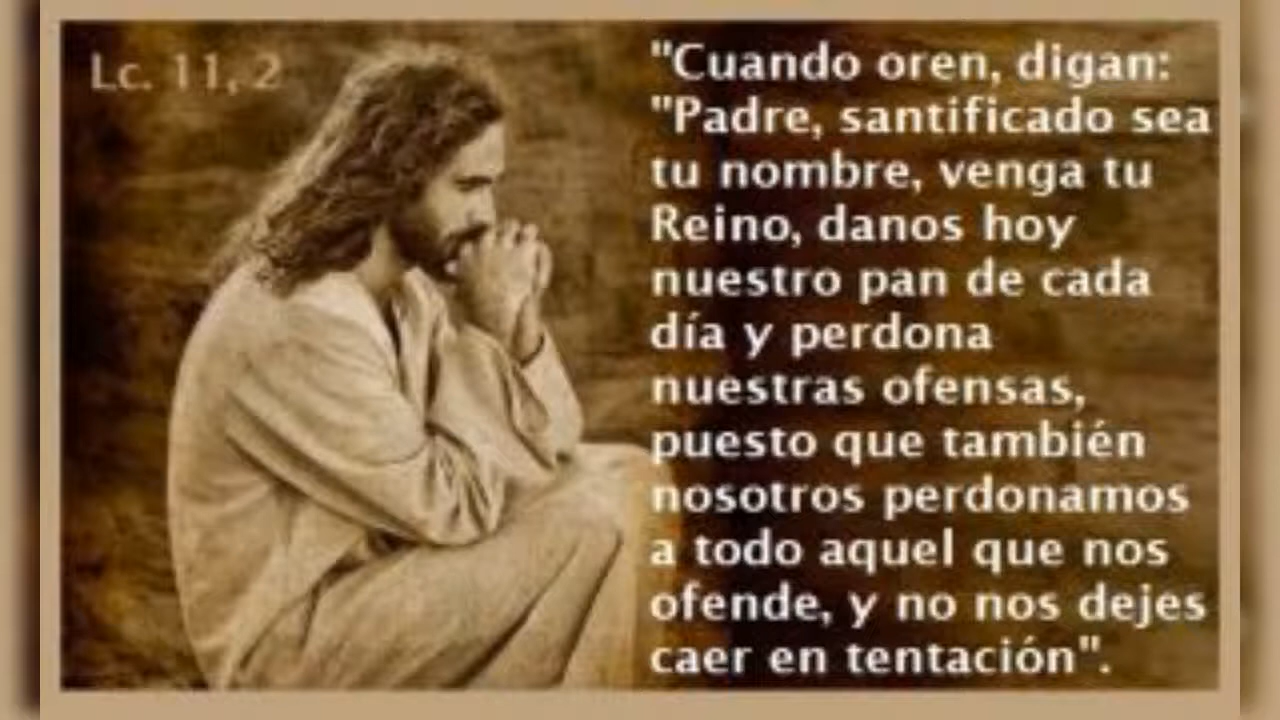 Lc. 11, 2
"Cuando oren, digan:
"Padre, santificado sea
tu nombre, venga tu
Reino, danos hoy
nuestro pan de cada
día y perdona
nuestras ofensas,
puesto que también
nosotros perdonamos
a todo aquel que nos
ofende, y no nos dejes
caer en tentación".